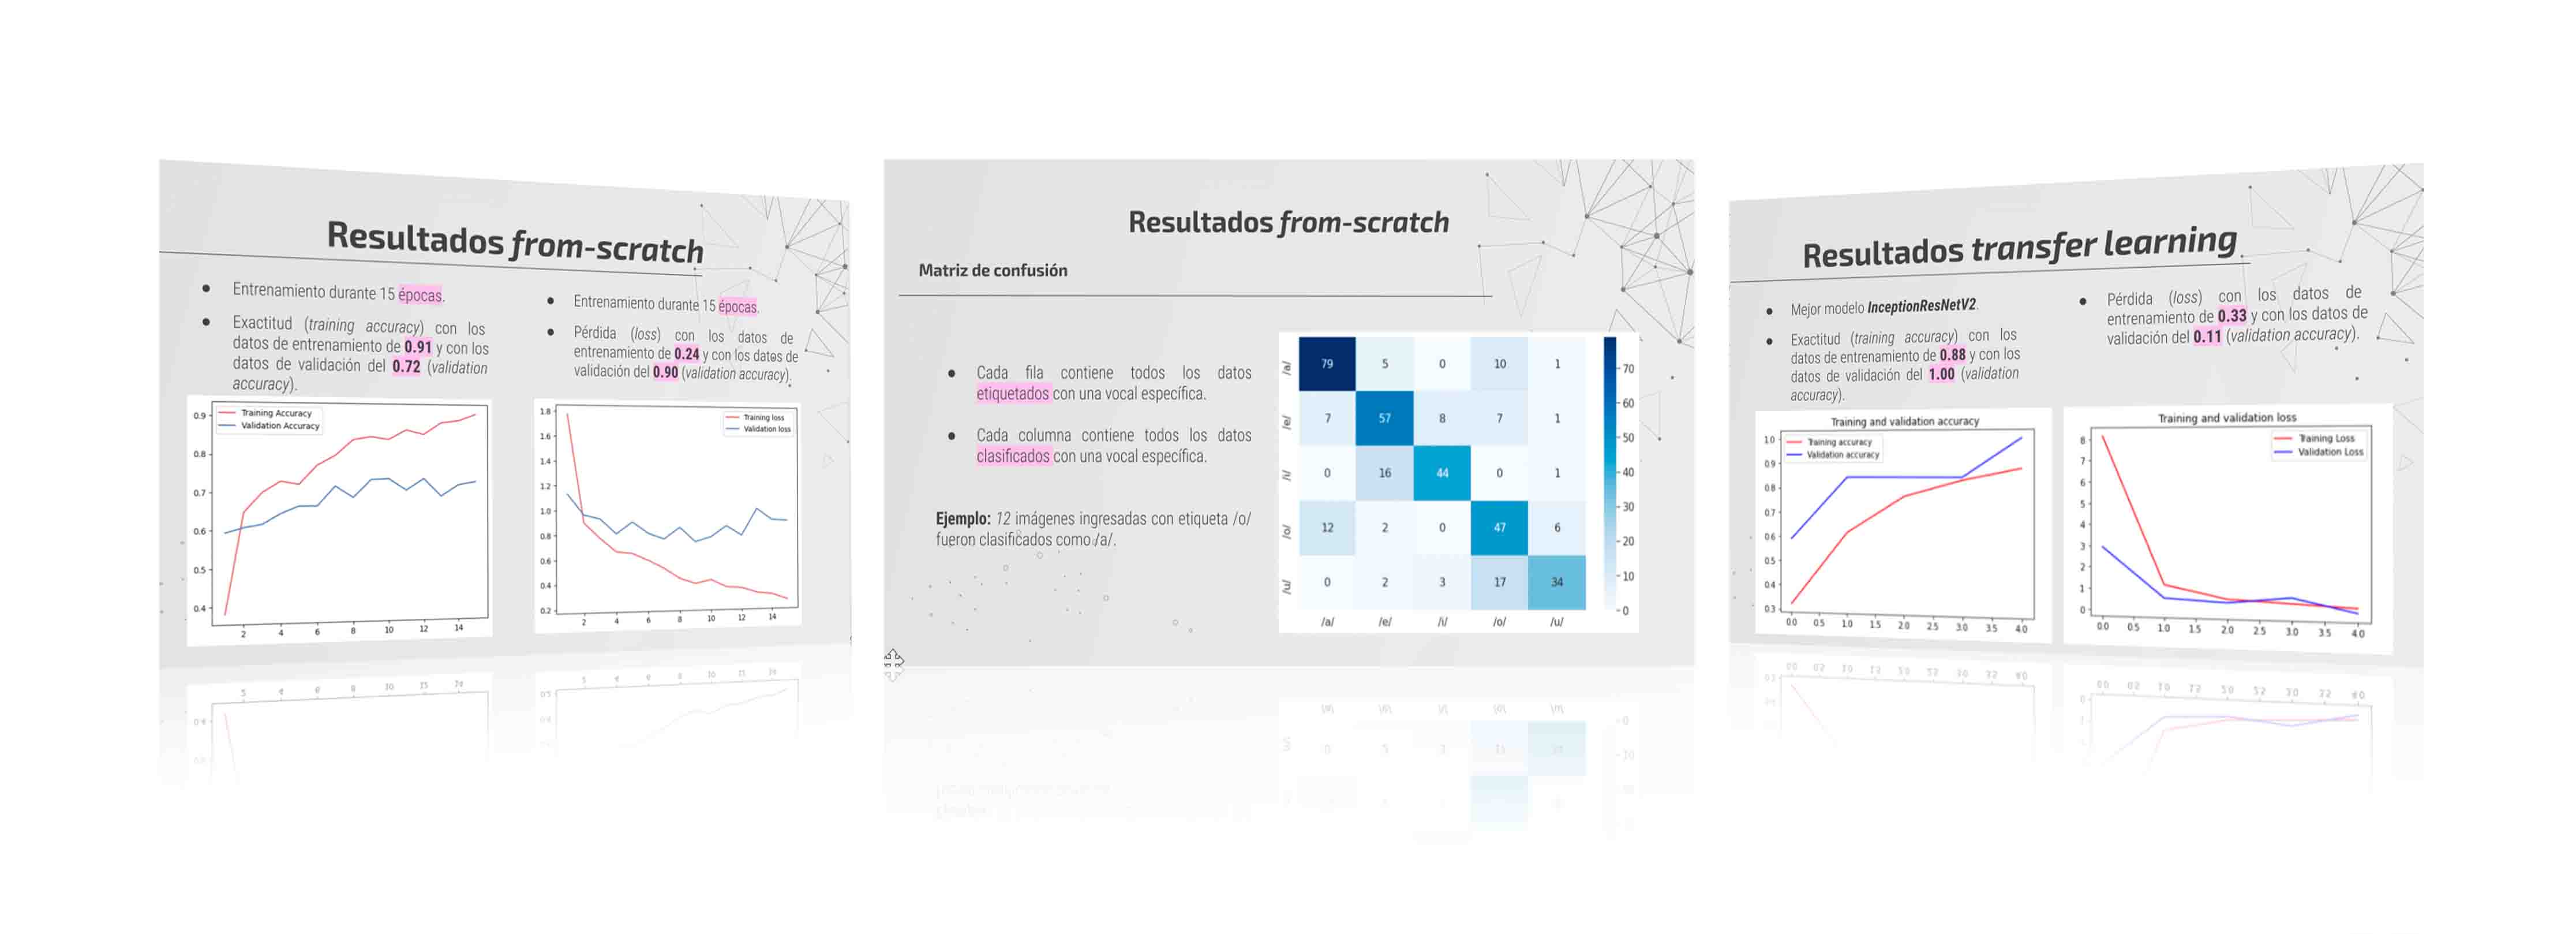 Resultados from-scratch
Entrenamiento durante 15 épocas.
Exactitud (training accuracy) con los
datos de entrenamiento de 0.91 y con los
datos de validación del 0.72 (validation
accuracy).
Entrenamiento durante 15 épocas.
Pérdida (loss) con los datos de
entrenamiento de 0.24 y con los datos de
validación del 0.90 (validation accuracy).
Training Accuracy
Validation Accuracy
0.9
0.8
0.7
0.6
0.5
0.4
2 4 6 8 10 12 14
Training loss
Validation loss
1.8
1.6
1.4
1.2
1.0
0.8
0.6
0.4
0.2
2 4 6 8 10 12 14
Resultados from-scratch
Matriz de confusión
Cada fila contiene todos los datos
etiquetados con una vocal específica.
Cada columna contiene todos los datos
clasificados con una vocal específica.
Ejemplo: 12 imágenes ingresadas con etiqueta /o/
fueron clasificados como /a/.
/a/ 79 5 0 10 1
/e/ 7 57 8 7 1
/i/ 0 16 44 0 1
/o/ 12 2 0 47 6
/u/ 0 2 3 17 34
/a/ /e/ /i/ /o/ /u/
70
60
50
40
30
20
10
0
Resultados transfer learning
Mejor modelo InceptionResNetV2.
Exactitud (training accuracy) con los
datos de entrenamiento de 0.88 y con los
datos de validación del 1.00 (validation
accuracy).
Pérdida (loss) con los datos de
entrenamiento de 0.33 y con los datos de
validación del 0.11 (validation accuracy).
Training and validation accuracy
Training accuracy
Validation accuracy
1.0
0.9
0.8
0.7
0.6
0.5
0.4
0.3
0.0 0.5 1.0 1.5 2.0 2.5 3.0 3.5 4.0
Training and validation loss
Training Loss
Validation Loss
8
7
6
5
4
3
2
1
0
0.0 0.5 1.0 1.5 2.0 2.5 3.0 3.5 4.0